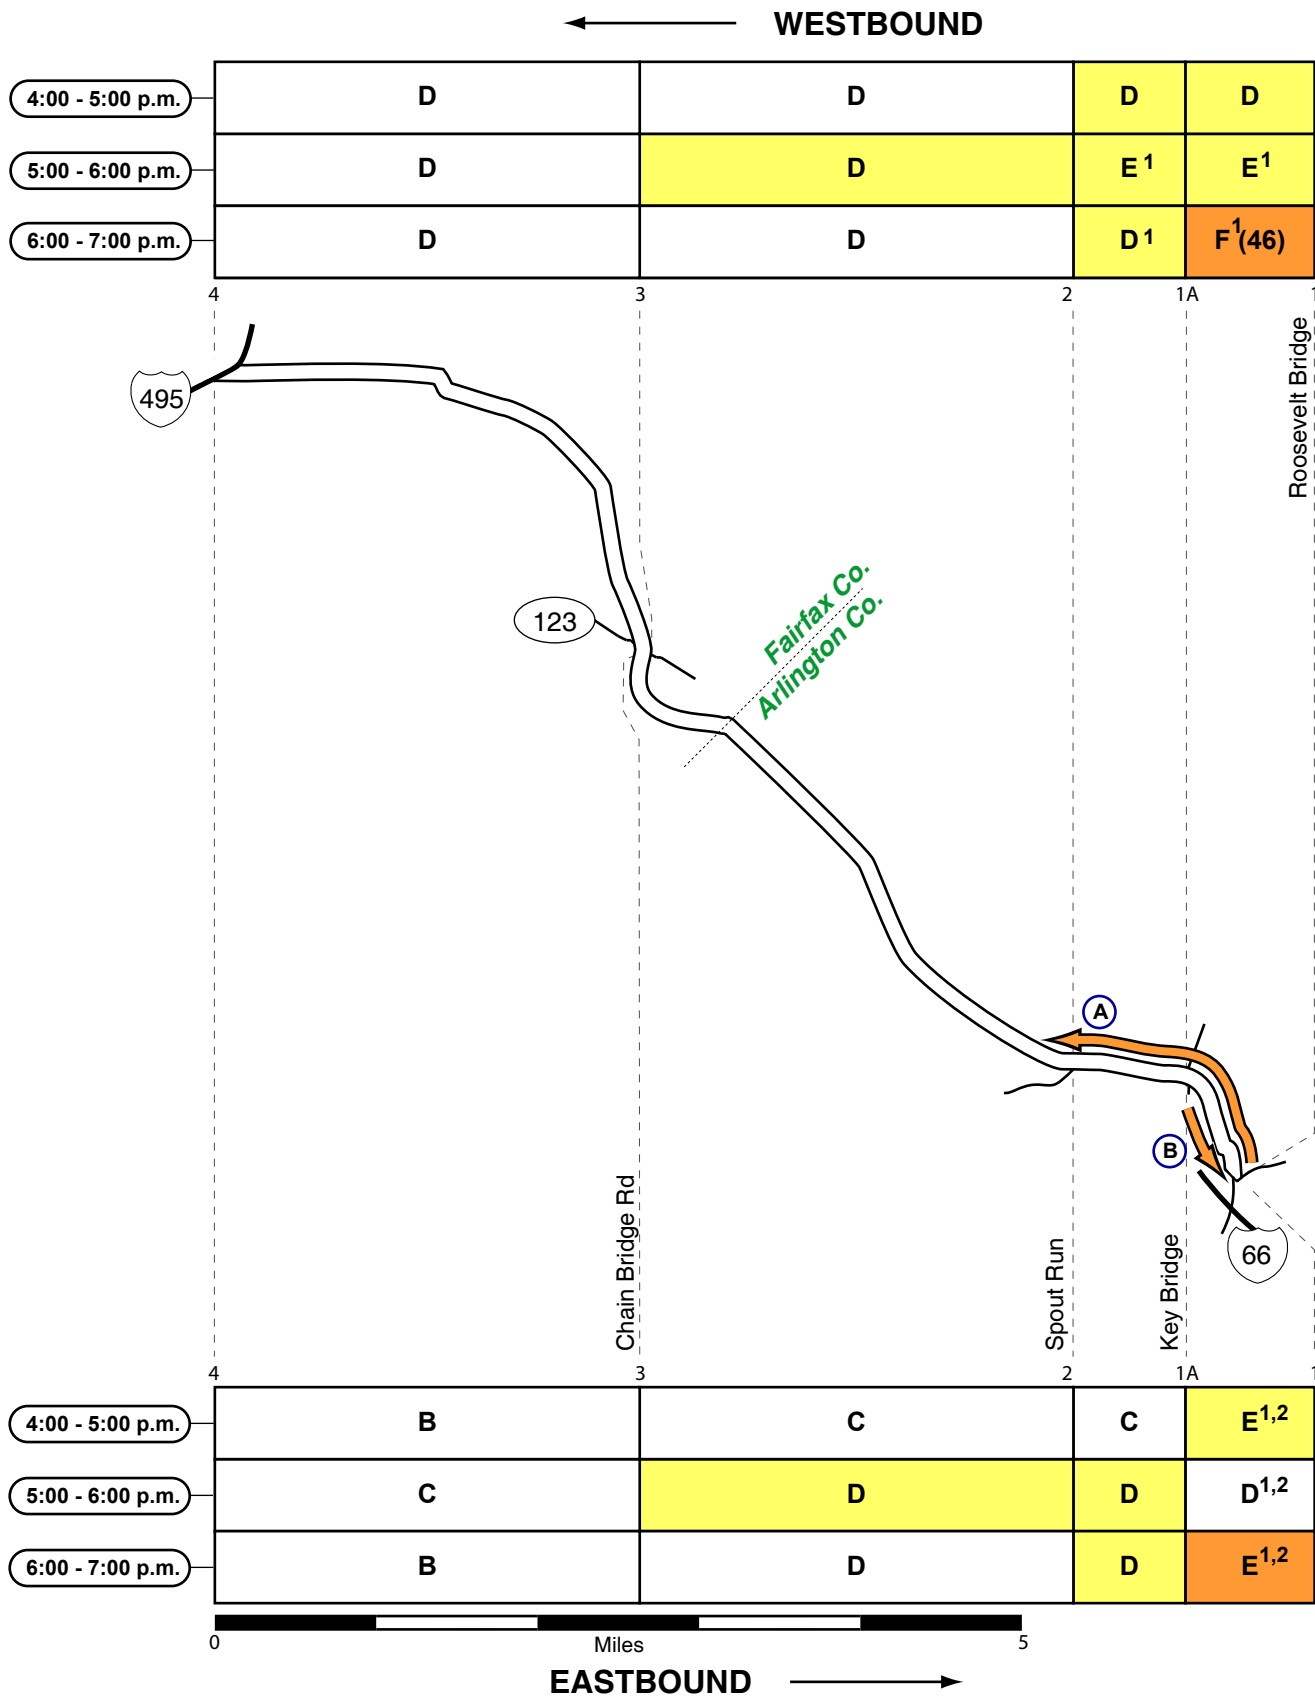 WESTBOUND
4:00 - 5:00 p.m. D D D D
5:00 - 6:00 p.m. D D E¹ E¹
6:00 - 7:00 p.m. D D D¹ F¹(46)
4 3 2 1A 1
Roosevelt Bridge
495
123
Fairfax Co.
Arlington Co.
A
B
66
Chain Bridge Rd
Spout Run
Key Bridge
4 3 2 1A 1
4:00 - 5:00 p.m. B C C E¹,²
5:00 - 6:00 p.m. C D D D¹,²
6:00 - 7:00 p.m. B D D E¹,²
0 Miles 5
EASTBOUND